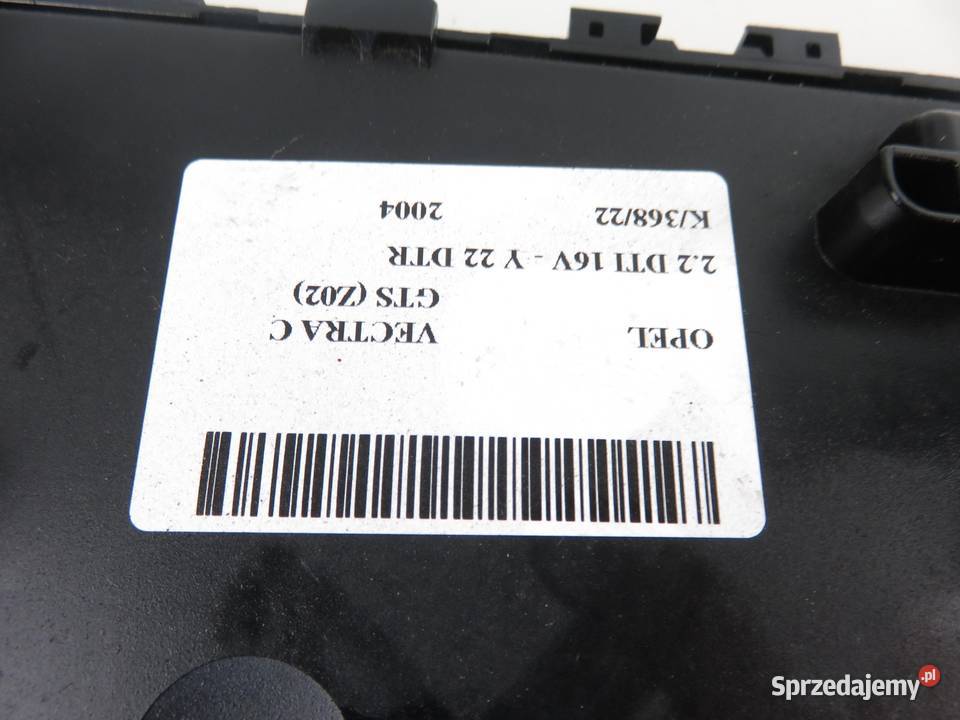 OPEL VECTRA C
GTS (Z02)
2.2 DTI 16V - Y 22 DTR
K/368/22 2004
Sprzedajemy.pl